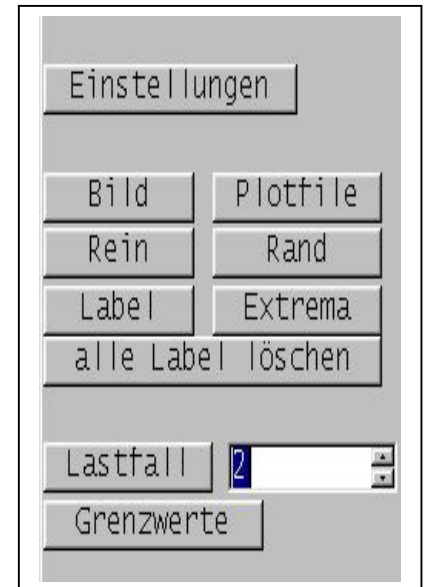 Einstellungen
Bild Plotfile
Rein Rand
Label Extrema
alle Label löschen
Lastfall 2
Grenzwerte